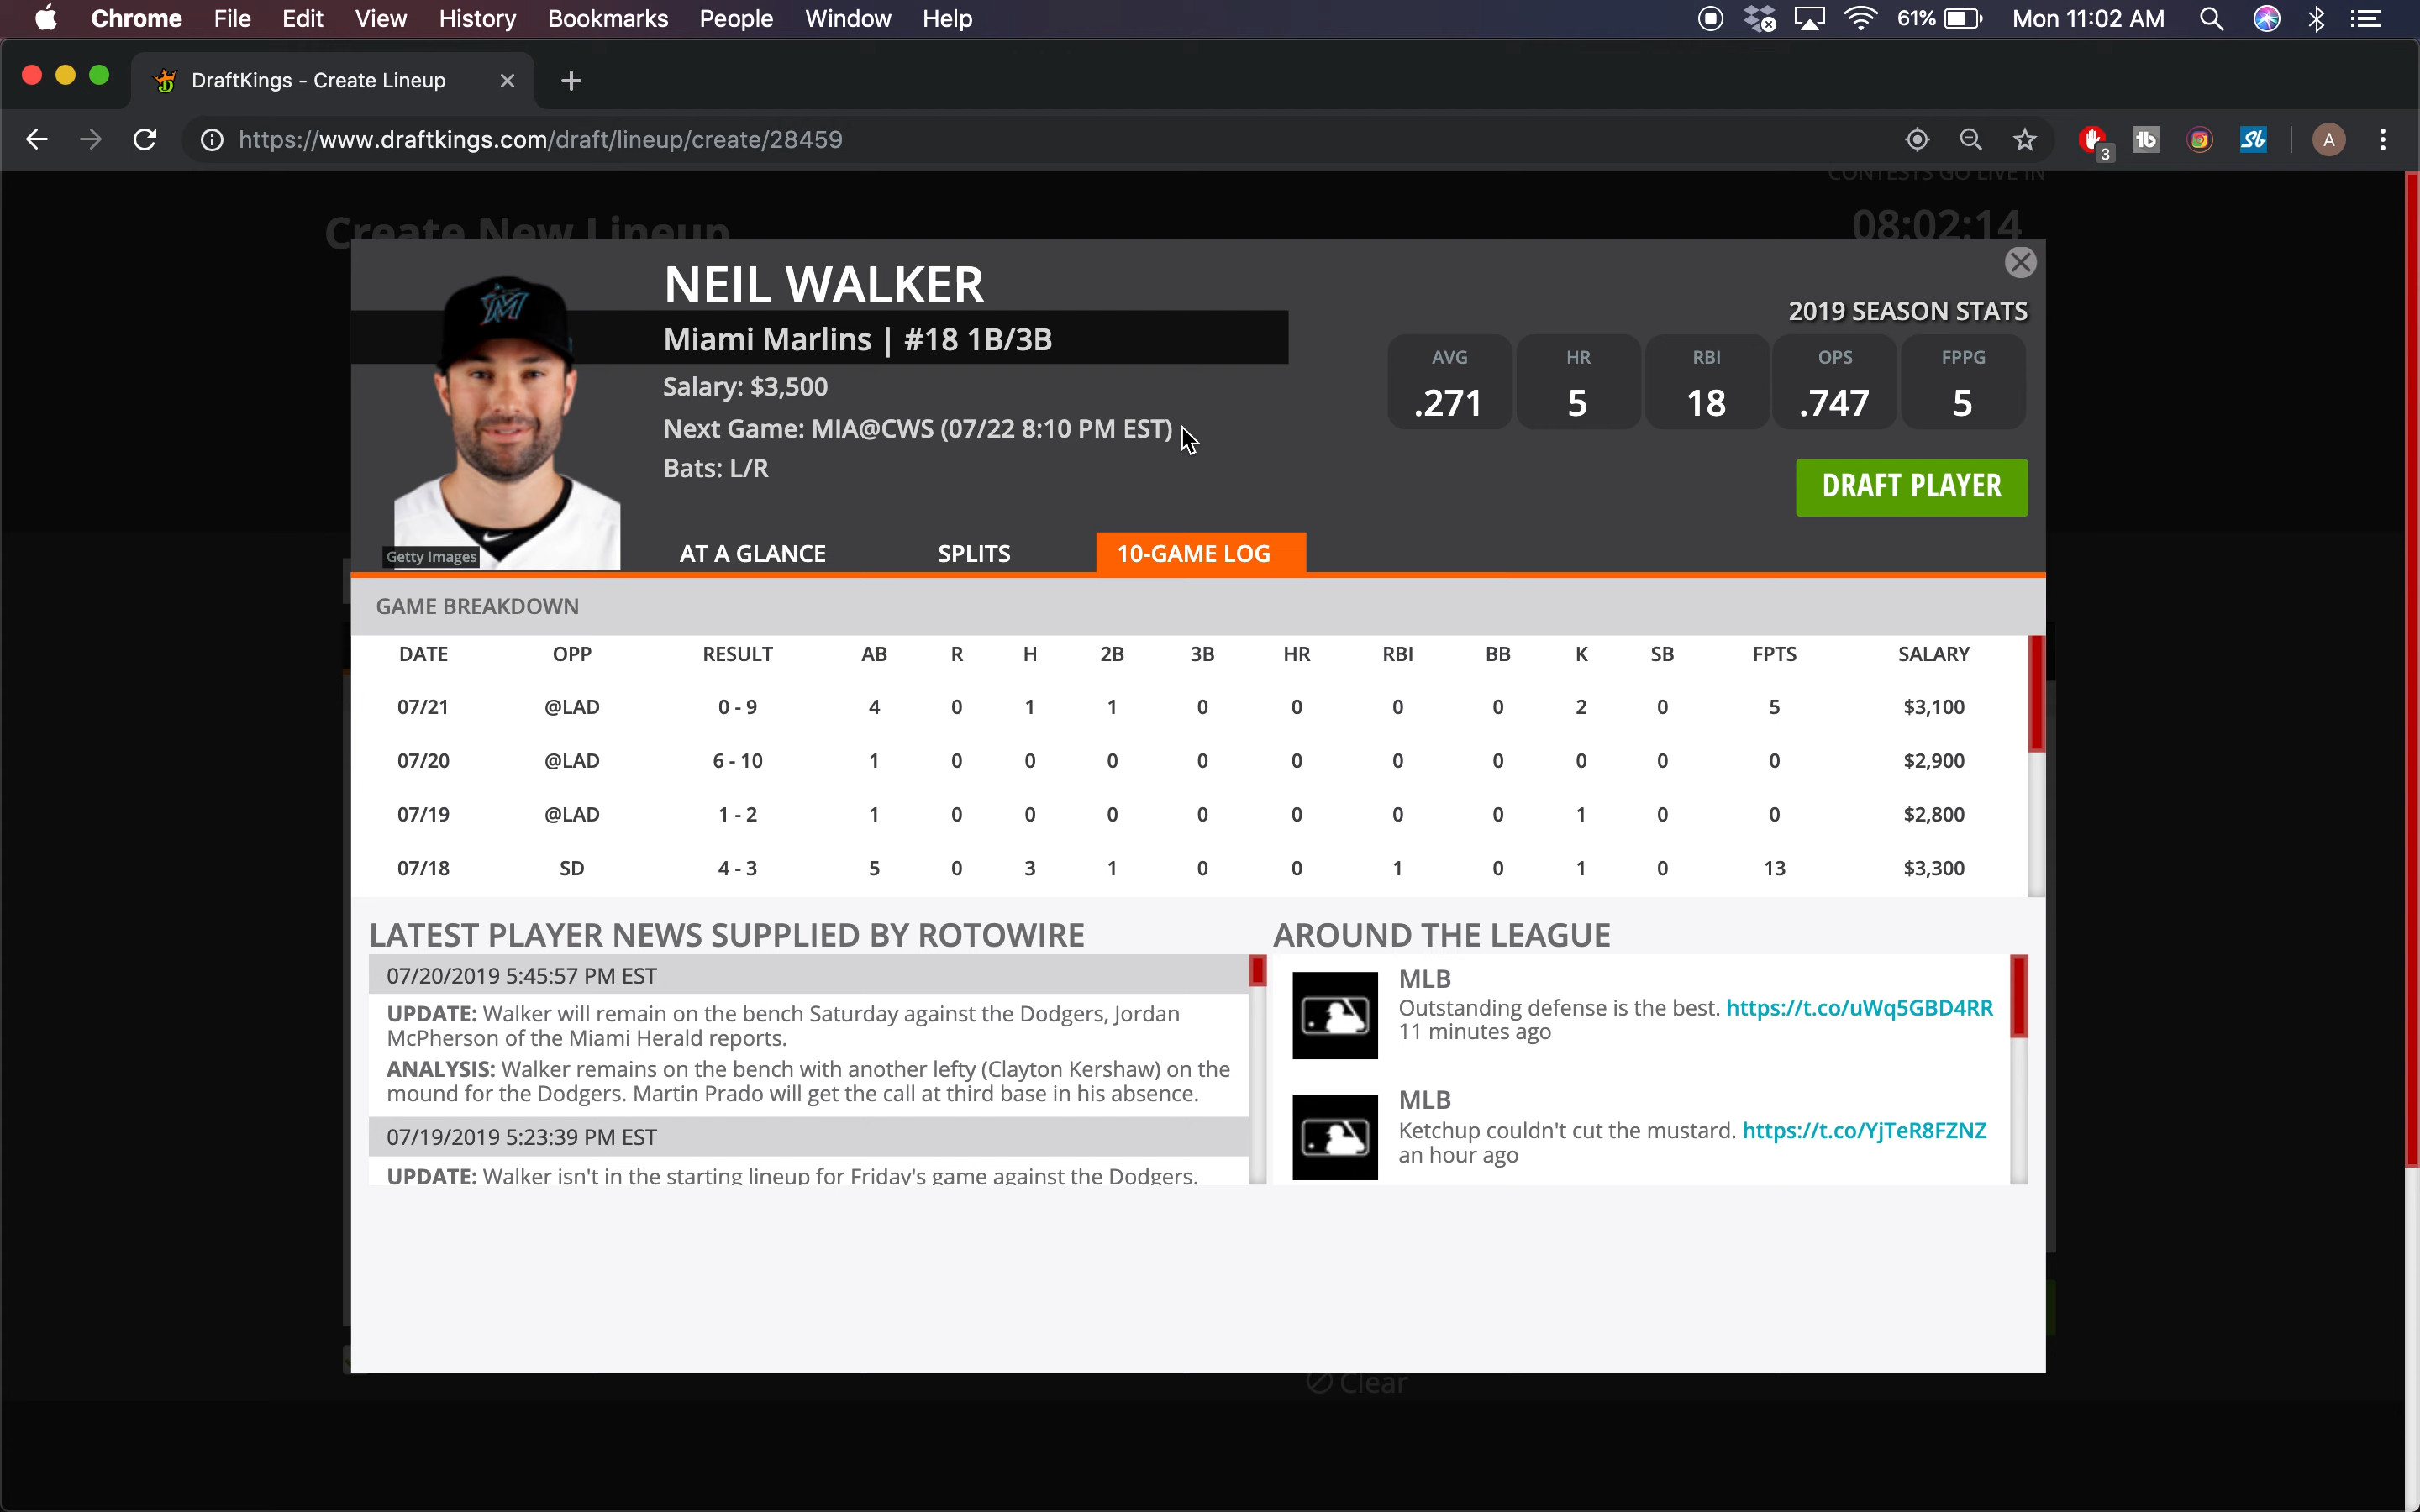 Chrome File Edit View History Bookmarks People Window Help 61% Mon 11:02 AM
DraftKings - Create Lineup
https://www.draftkings.com/draft/lineup/create/28459 3 tb Sb A
CONTESTS GO LIVE IN
Create New Lineup 08:02:14
NEIL WALKER
Miami Marlins | #18 1B/3B
Salary: $3,500
Next Game: MIA@CWS (07/22 8:10 PM EST)
Bats: L/R
2019 SEASON STATS
AVG HR RBI OPS FPPG
.271 5 18 .747 5
DRAFT PLAYER
Getty Images
AT A GLANCE SPLITS 10-GAME LOG
GAME BREAKDOWN
DATE OPP RESULT AB R H 2B 3B HR RBI BB K SB FPTS SALARY
07/21 @LAD 0 - 9 4 0 1 1 0 0 0 0 2 0 5 $3,100
07/20 @LAD 6 - 10 1 0 0 0 0 0 0 0 0 0 0 $2,900
07/19 @LAD 1 - 2 1 0 0 0 0 0 0 0 1 0 0 $2,800
07/18 SD 4 - 3 5 0 3 1 0 0 1 0 1 0 13 $3,300
LATEST PLAYER NEWS SUPPLIED BY ROTOWIRE
07/20/2019 5:45:57 PM EST
UPDATE: Walker will remain on the bench Saturday against the Dodgers, Jordan
McPherson of the Miami Herald reports.
ANALYSIS: Walker remains on the bench with another lefty (Clayton Kershaw) on the
mound for the Dodgers. Martin Prado will get the call at third base in his absence.
07/19/2019 5:23:39 PM EST
UPDATE: Walker isn't in the starting lineup for Friday's game against the Dodgers.
AROUND THE LEAGUE
MLB
Outstanding defense is the best. https://t.co/uWq5GBD4RR
11 minutes ago
MLB
Ketchup couldn't cut the mustard. https://t.co/YjTeR8FZNZ
an hour ago
Clear